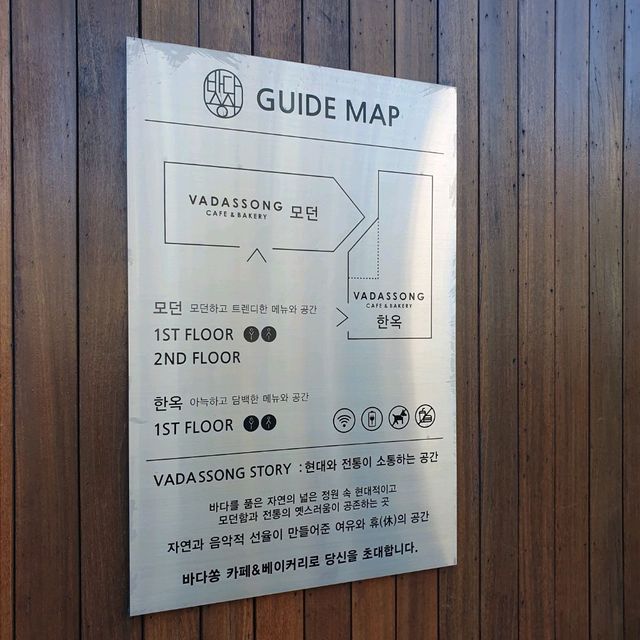 바다쏭
GUIDE MAP
VADASSONG
CAFE & BAKERY
모던
VADASSONG
CAFE & BAKERY
한옥
모던 모던하고 트렌디한 메뉴와 공간
1ST FLOOR
2ND FLOOR
한옥 아늑하고 담백한 메뉴와 공간
1ST FLOOR
VADASSONG STORY : 현대와 전통이 소통하는 공간
바다를 품은 자연의 넓은 정원 속 현대적이고
모던함과 전통의 옛스러움이 공존하는 곳
자연과 음악적 선율이 만들어준 여유와 휴(休)의 공간
바다쏭 카페&베이커리로 당신을 초대합니다.